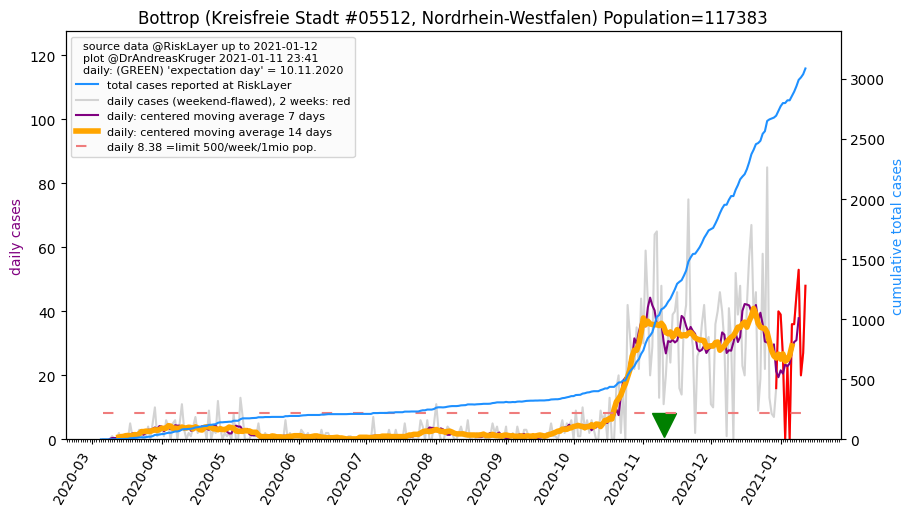 Bottrop (Kreisfreie Stadt #05512, Nordrhein-Westfalen) Population=117383
source data @RiskLayer up to 2021-01-12
plot @DrAndreasKruger 2021-01-11 23:41
daily: (GREEN) 'expectation day' = 10.11.2020
total cases reported at RiskLayer
daily cases (weekend-flawed), 2 weeks: red
daily: centered moving average 7 days
daily: centered moving average 14 days
daily 8.38 =limit 500/week/1mio pop.
daily cases
120
100
80
60
40
20
0
cumulative total cases
3000
2500
2000
1500
1000
500
0
2020-03
2020-04
2020-05
2020-06
2020-07
2020-08
2020-09
2020-10
2020-11
2020-12
2021-01